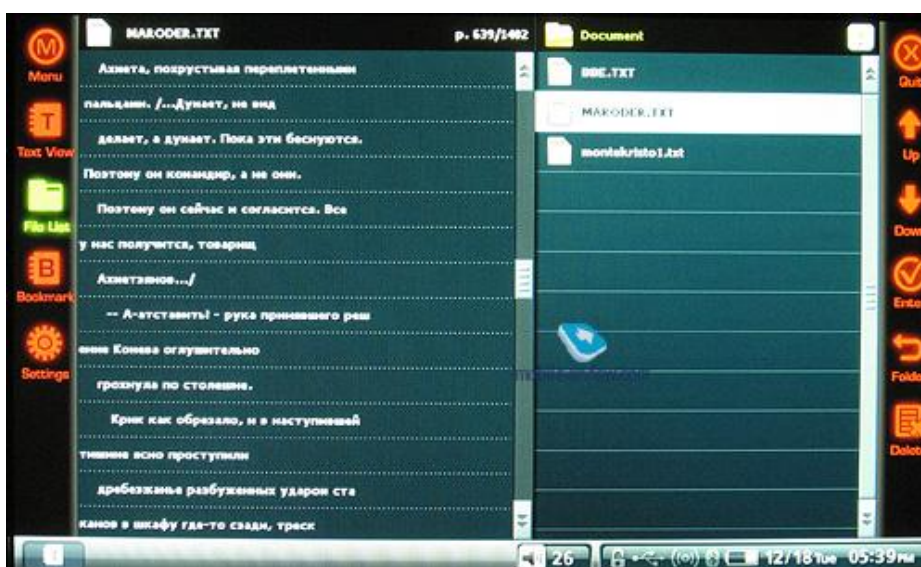 MARODER.TXT
p. 639/1402
Document
Menu
Text View
File List
Bookmark
Settings
Ахмета, похрустывая переплетенными
пальцами. /...Думает, не вид
делает, а думает. Пока эти беснуются.
Поэтому он командир, а не они.
Поэтому он сейчас и согласится. Все
у нас получится, товарищ
Ахметзянов.../
-- А-атставить! - рука принявшего реш
ение Конева оглушительно
грохнула по столешне.
Крик как обрезало, и в наступившей
тишине ясно проступили
дребезжанье разбуженных ударом ста
канов в шкафу где-то сзади, треск
BBE.TXT
MARODER.TXT
montekristo1.txt
Quit
Up
Down
Enter
Folde
Delete
26
12/18 Tue 05:39 PM